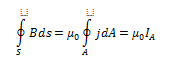 ∮_S Bds = μ₀ ∮_A jdA = μ₀I_A